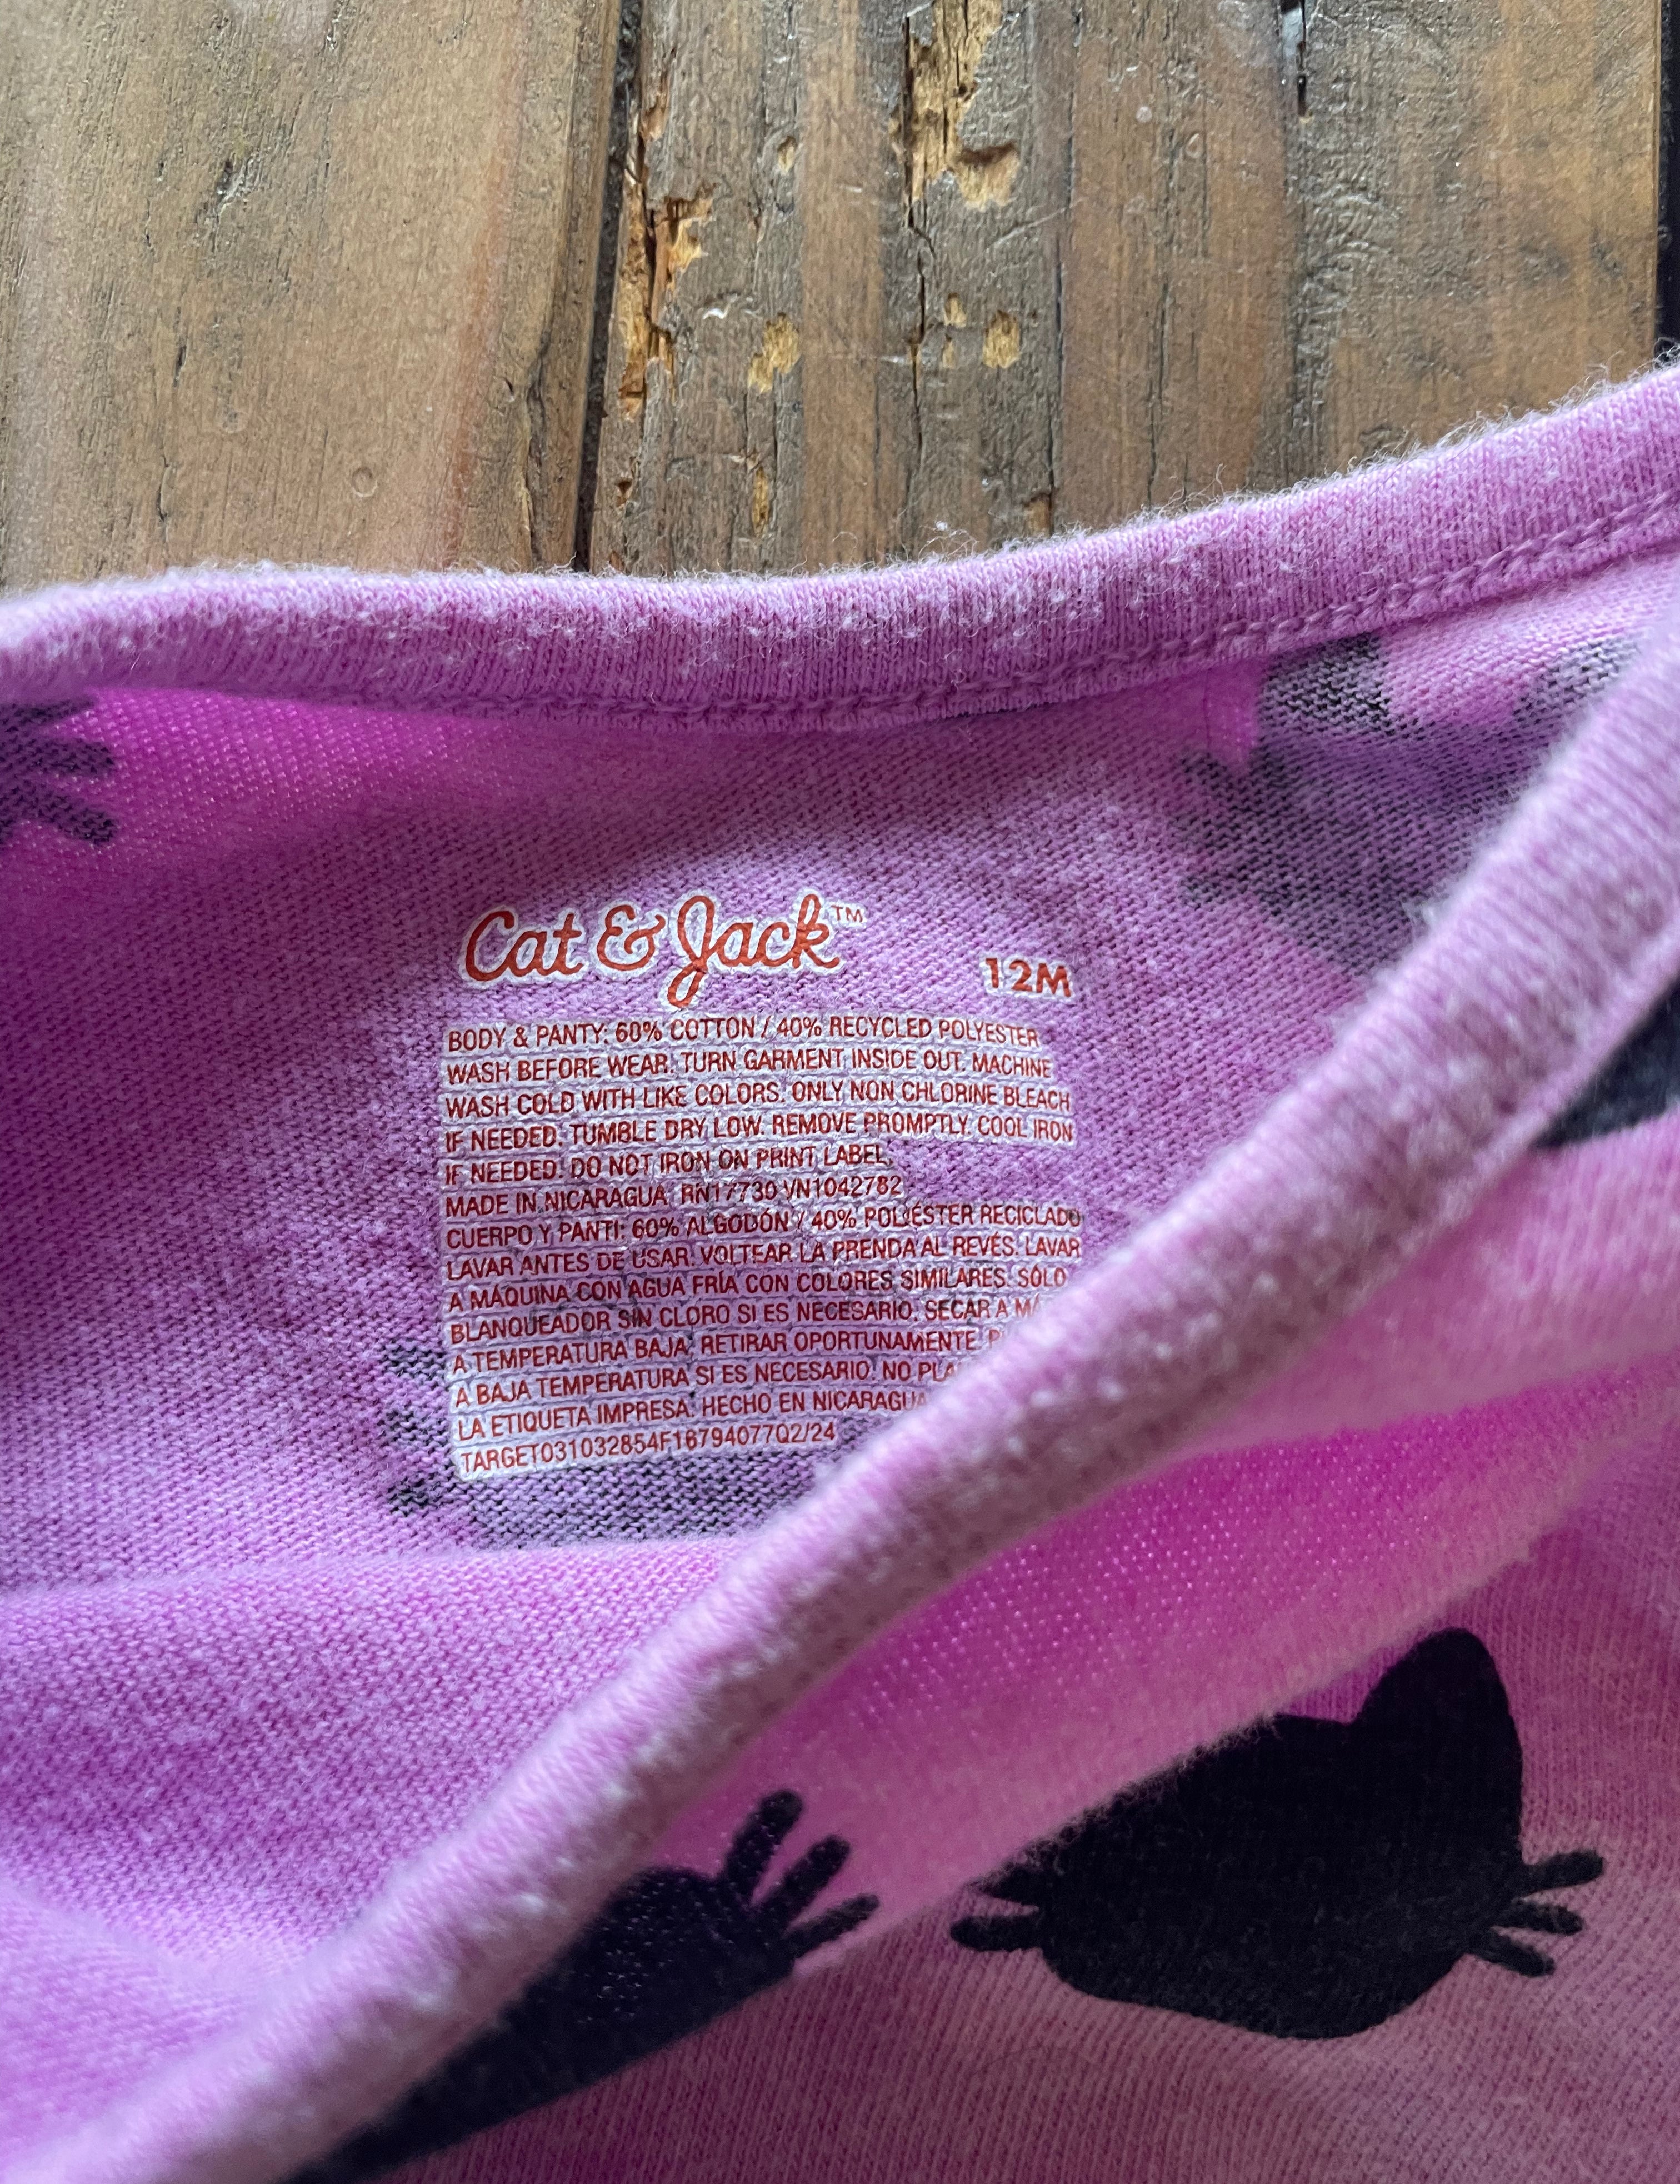 Cat & Jack™
12M
BODY & PANTY: 60% COTTON / 40% RECYCLED POLYESTER
WASH BEFORE WEAR. TURN GARMENT INSIDE OUT. MACHINE
WASH COLD WITH LIKE COLORS. ONLY NON CHLORINE BLEACH
IF NEEDED. TUMBLE DRY LOW. REMOVE PROMPTLY. COOL IRON
IF NEEDED. DO NOT IRON ON PRINT LABEL.
MADE IN NICARAGUA RN17730 VN1042782
CUERPO Y PANTI: 60% ALGODÓN / 40% POLIÉSTER RECICLADO
LAVAR ANTES DE USAR. VOLTEAR LA PRENDA AL REVÉS. LAVAR
A MÁQUINA CON AGUA FRÍA CON COLORES SIMILARES. SÓLO
BLANQUEADOR SIN CLORO SI ES NECESARIO. SECAR A
A TEMPERATURA BAJA. RETIRAR OPORTUNAMENTE.
A BAJA TEMPERATURA SI ES NECESARIO. NO
LA ETIQUETA IMPRESA. HECHO EN NICARAGUA
TARGET031032854F16794077Q2/24